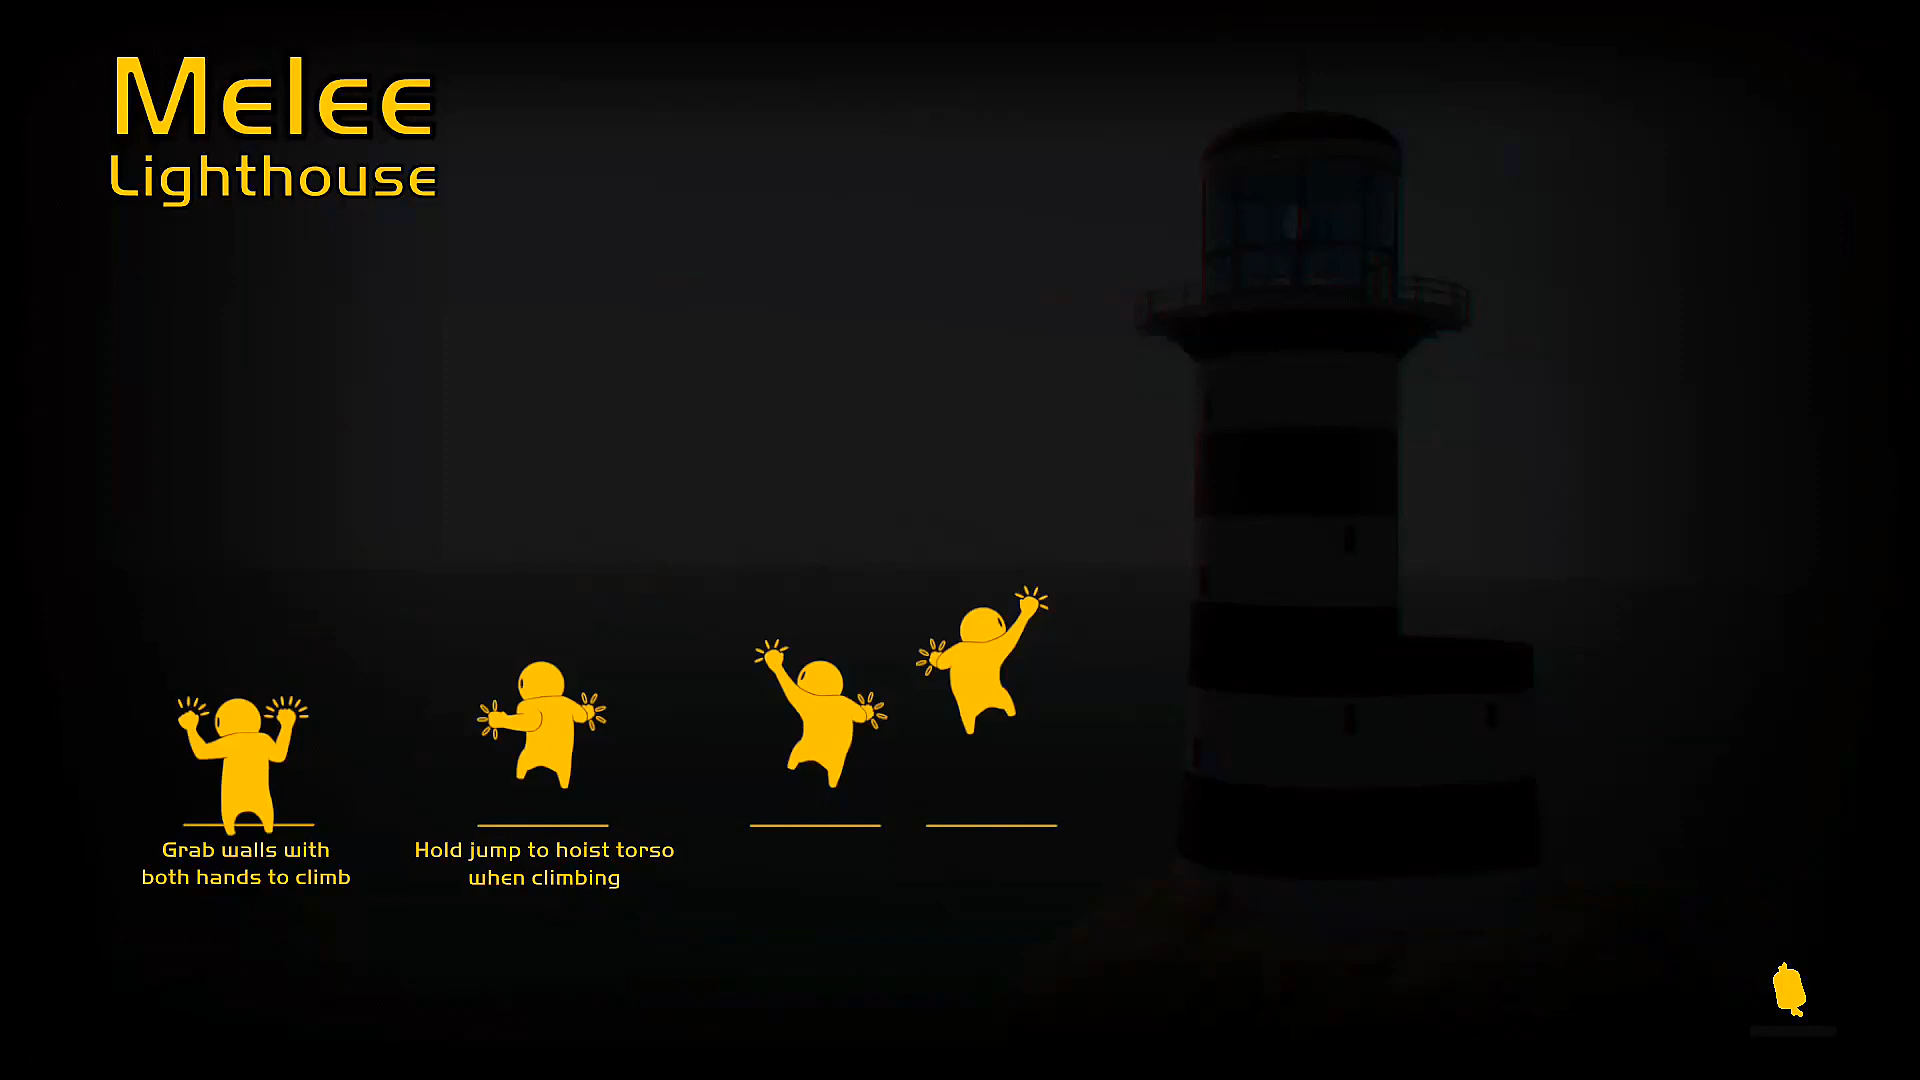 Melee
Lighthouse
Grab walls with
both hands to climb
Hold jump to hoist torso
when climbing